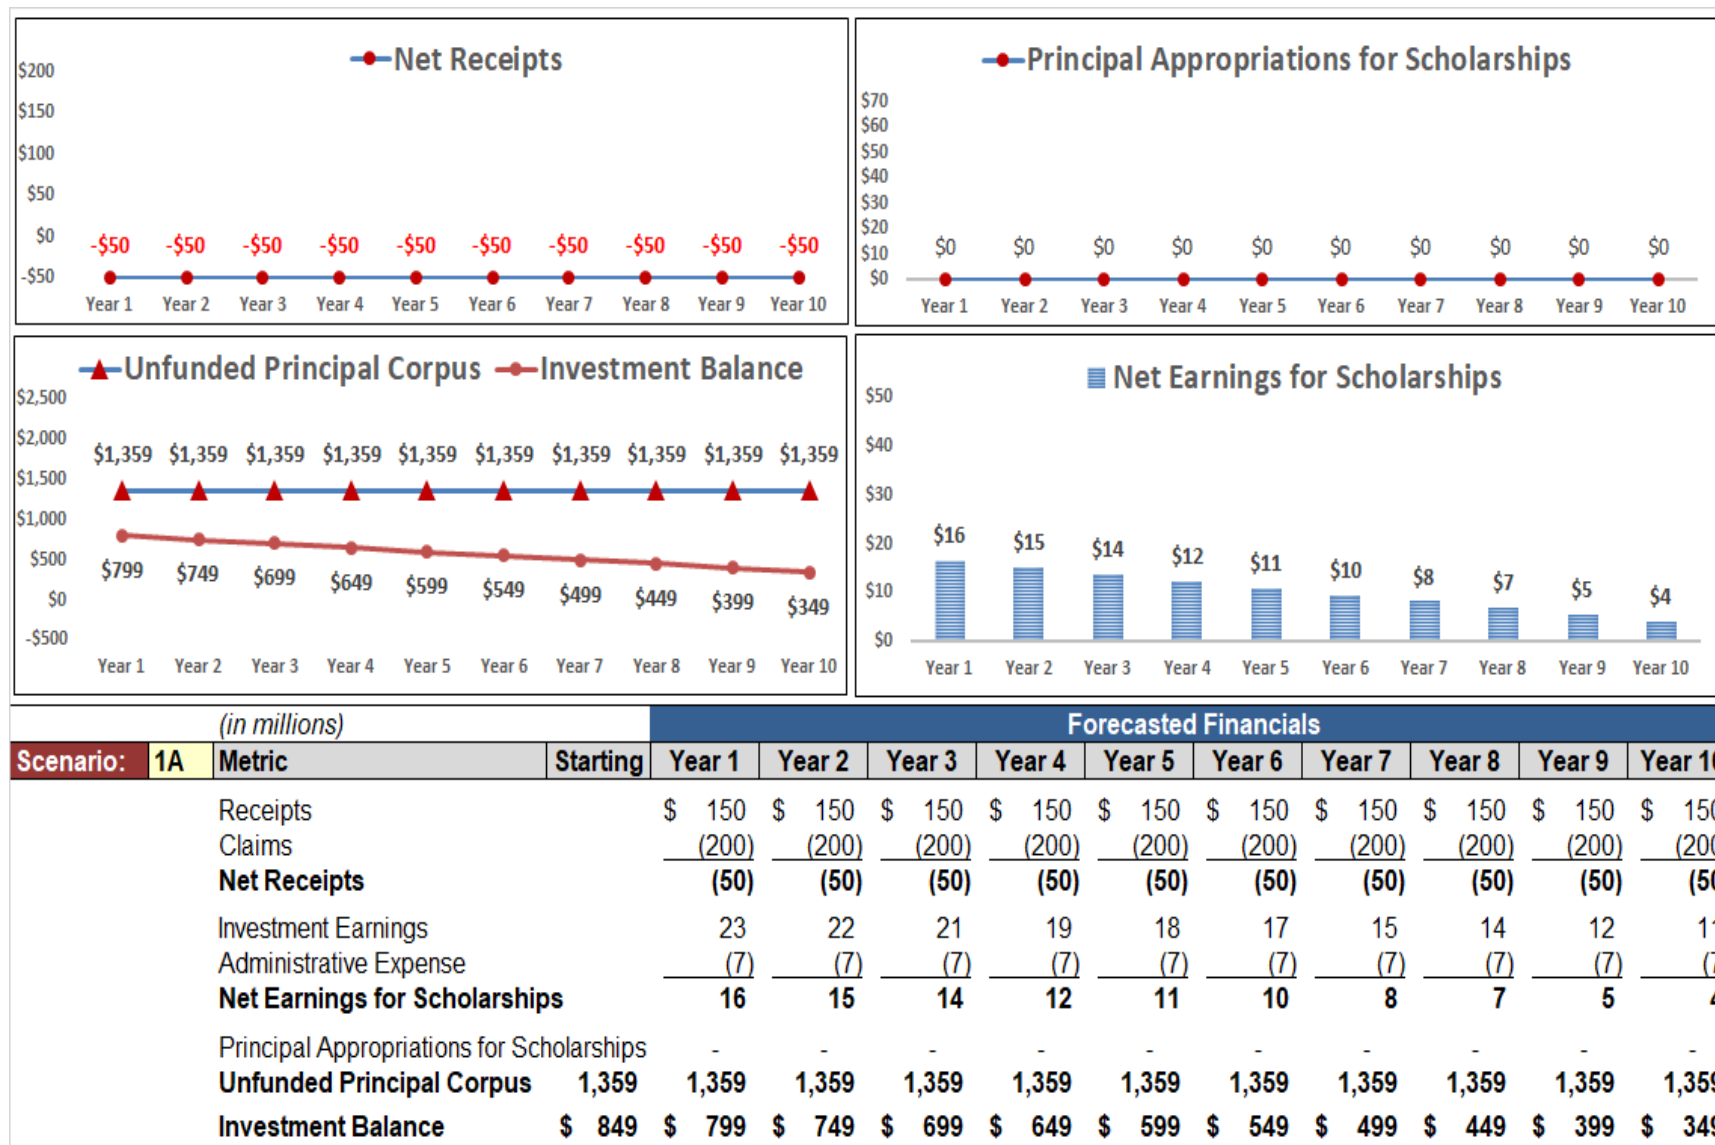 Net Receipts
$200
$150
$100
$50
$0
-$50
-$50 -$50 -$50 -$50 -$50 -$50 -$50 -$50 -$50 -$50
Year 1 Year 2 Year 3 Year 4 Year 5 Year 6 Year 7 Year 8 Year 9 Year 10
Principal Appropriations for Scholarships
$70
$60
$50
$40
$30
$20
$10
$0
$0 $0 $0 $0 $0 $0 $0 $0 $0 $0
Year 1 Year 2 Year 3 Year 4 Year 5 Year 6 Year 7 Year 8 Year 9 Year 10
Unfunded Principal Corpus Investment Balance
$2,500
$2,000
$1,500
$1,000
$500
$0
-$500
$1,359 $1,359 $1,359 $1,359 $1,359 $1,359 $1,359 $1,359 $1,359 $1,359
$799 $749 $699 $649 $599 $549 $499 $449 $399 $349
Year 1 Year 2 Year 3 Year 4 Year 5 Year 6 Year 7 Year 8 Year 9 Year 10
Net Earnings for Scholarships
$50
$40
$30
$20
$10
$0
$16 $15 $14 $12 $11 $10 $8 $7 $5 $4
Year 1 Year 2 Year 3 Year 4 Year 5 Year 6 Year 7 Year 8 Year 9 Year 10
(in millions) Forecasted Financials
Scenario: 1A Metric Starting Year 1 Year 2 Year 3 Year 4 Year 5 Year 6 Year 7 Year 8 Year 9 Year 10
Receipts $ 150 $ 150 $ 150 $ 150 $ 150 $ 150 $ 150 $ 150 $ 150 $ 150
Claims (200) (200) (200) (200) (200) (200) (200) (200) (200) (200
Net Receipts (50) (50) (50) (50) (50) (50) (50) (50) (50) (50
Investment Earnings 23 22 21 19 18 17 15 14 12 11
Administrative Expense (7) (7) (7) (7) (7) (7) (7) (7) (7) (7
Net Earnings for Scholarships 16 15 14 12 11 10 8 7 5 4
Principal Appropriations for Scholarships - - - - - - - - - -
Unfunded Principal Corpus 1,359 1,359 1,359 1,359 1,359 1,359 1,359 1,359 1,359 1,359 1,359
Investment Balance $ 849 $ 799 $ 749 $ 699 $ 649 $ 599 $ 549 $ 499 $ 449 $ 399 $ 349